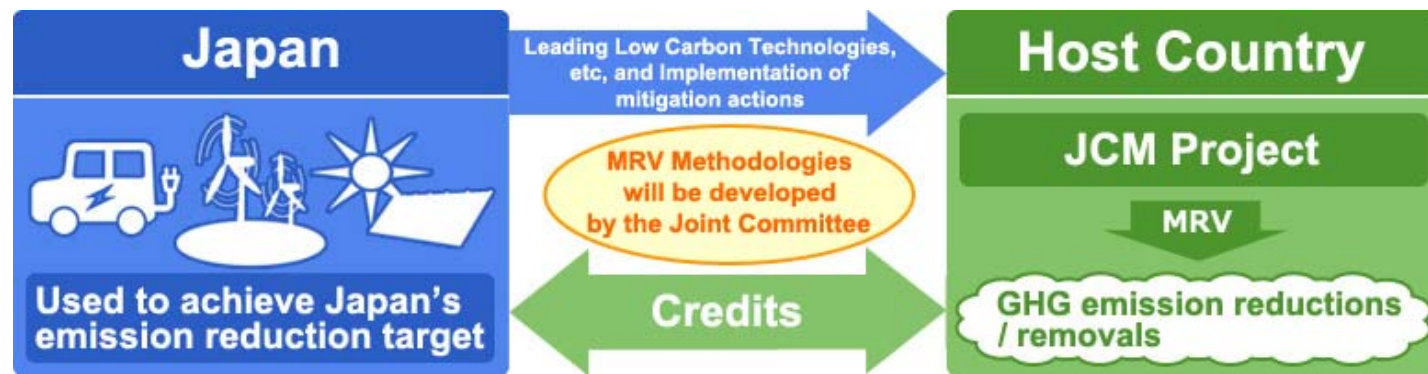 Japan
Used to achieve Japan's
emission reduction target
Leading Low Carbon Technologies,
etc, and Implementation of
mitigation actions
MRV Methodologies
will be developed
by the Joint Committee
Credits
Host Country
JCM Project
MRV
GHG emission reductions
/ removals